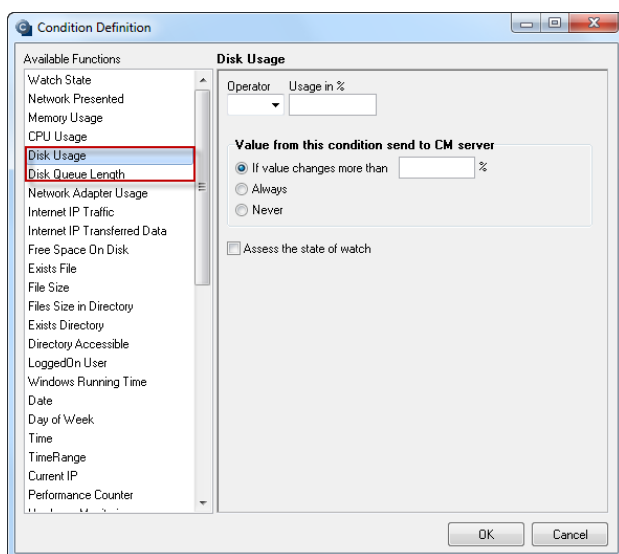 Condition Definition
Available Functions
Watch State
Network Presented
Memory Usage
CPU Usage
Disk Usage
Disk Queue Length
Network Adapter Usage
Internet IP Traffic
Internet IP Transferred Data
Free Space On Disk
Exists File
File Size
Files Size in Directory
Exists Directory
Directory Accessible
LoggedOn User
Windows Running Time
Date
Day of Week
Time
TimeRange
Current IP
Performance Counter
Disk Usage
Operator Usage in %
Value from this condition send to CM server
If value changes more than %
Always
Never
Assess the state of watch
OK Cancel